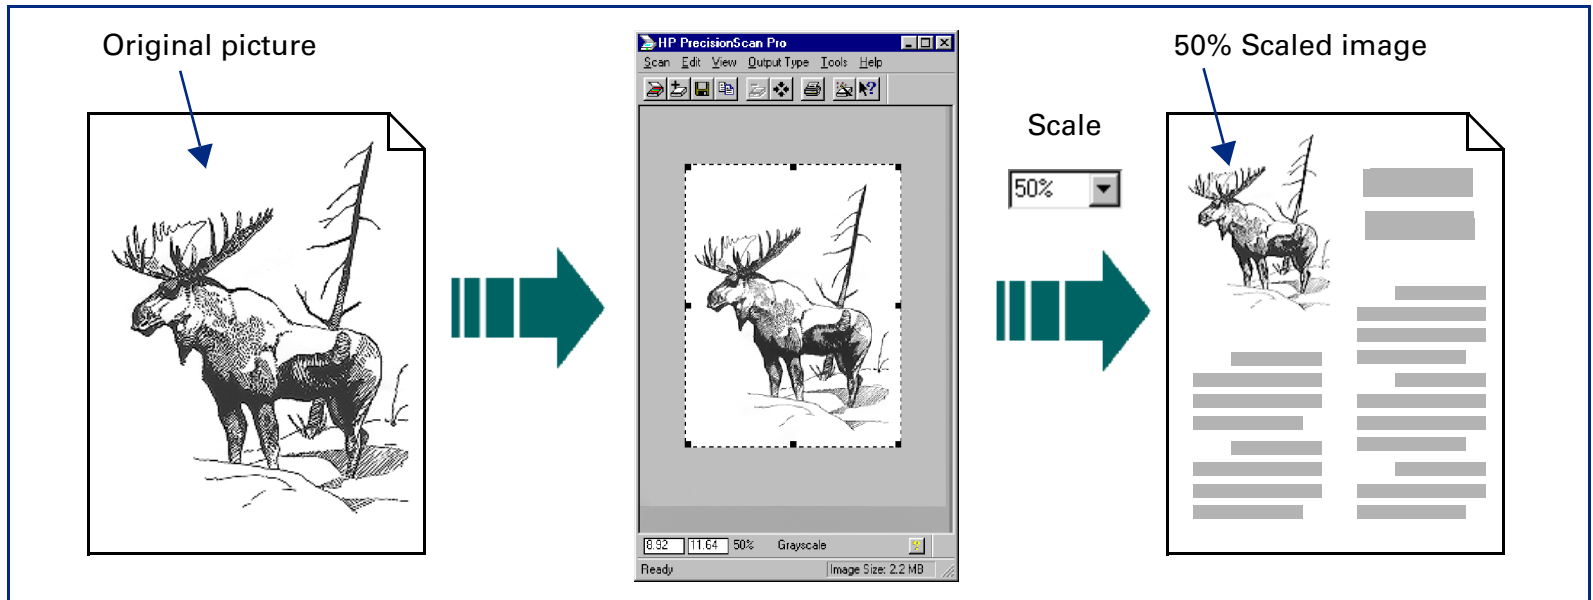 Original picture
HP PrecisionScan Pro
Scan Edit View Output Type Tools Help
8.92 11.64 50% Grayscale
Ready Image Size: 2.2 MB
Scale
50%
50% Scaled image